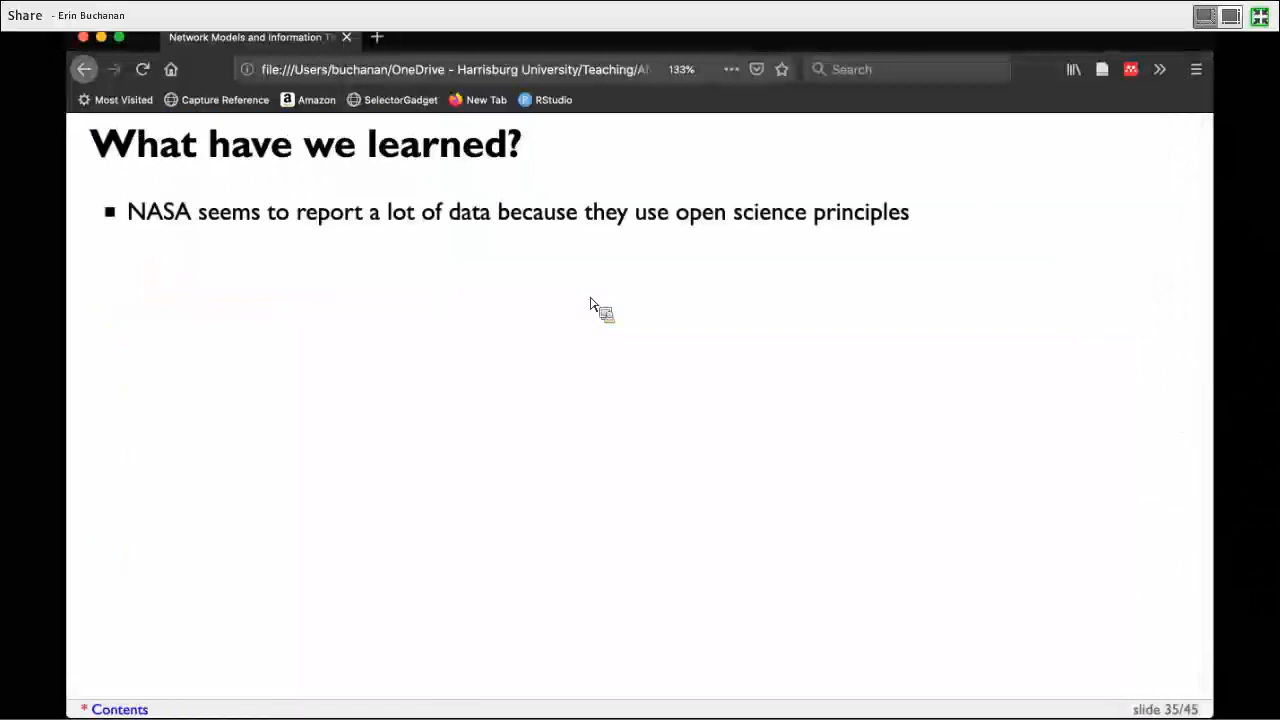 Share - Erin Buchanan
Network Models and Information T
file:///Users/buchanan/OneDrive - Harrisburg University/Teaching/A
133%
Search
Most Visited
Capture Reference
Amazon
SelectorGadget
New Tab
RStudio
What have we learned?
NASA seems to report a lot of data because they use open science principles
* Contents
slide 35/45